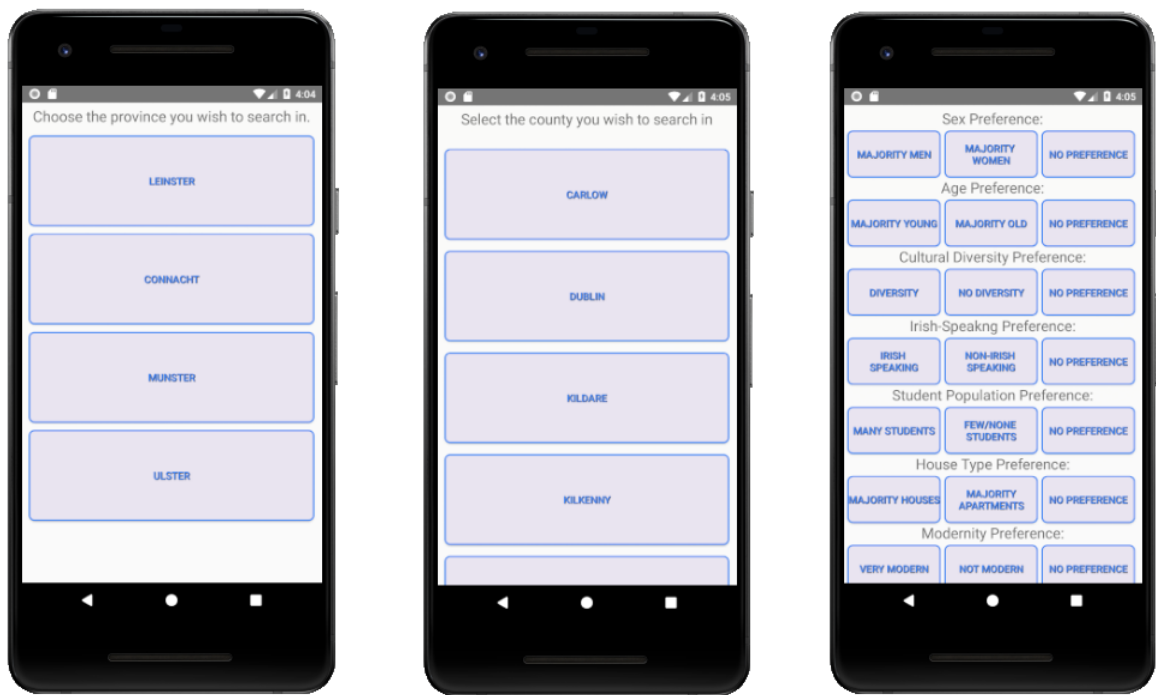 4:04
Choose the province you wish to search in.
LEINSTER
CONNACHT
MUNSTER
ULSTER
4:05
Select the county you wish to search in
CARLOW
DUBLIN
KILDARE
KILKENNY
4:05
Sex Preference:
MAJORITY MEN
MAJORITY
WOMEN
NO PREFERENCE
Age Preference:
MAJORITY YOUNG
MAJORITY OLD
NO PREFERENCE
Cultural Diversity Preference:
DIVERSITY
NO DIVERSITY
NO PREFERENCE
Irish-Speakng Preference:
IRISH
SPEAKING
NON-IRISH
SPEAKING
NO PREFERENCE
Student Population Preference:
MANY STUDENTS
FEW/NONE
STUDENTS
NO PREFERENCE
House Type Preference:
MAJORITY HOUSES
MAJORITY
APARTMENTS
NO PREFERENCE
Modernity Preference:
VERY MODERN
NOT MODERN
NO PREFERENCE